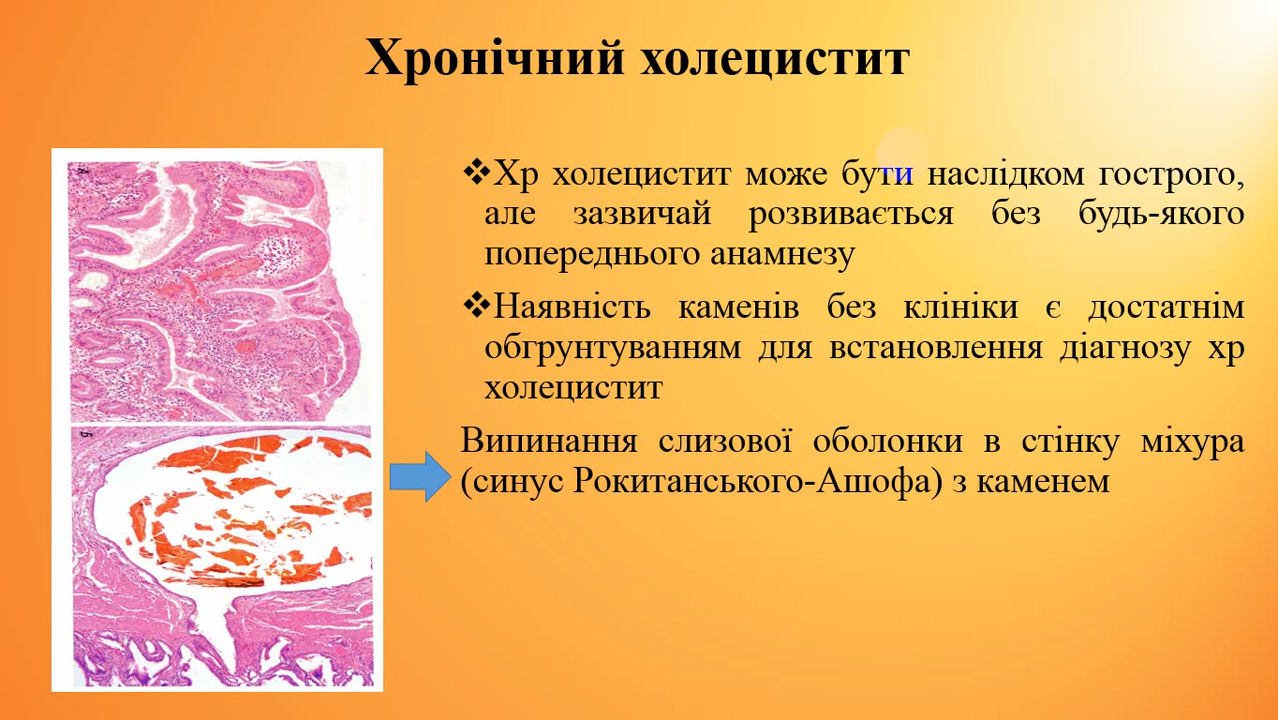 Хронічний холецистит
❖Хр холецистит може бути наслідком гострого,
але зазвичай розвивається без будь-якого
попереднього анамнезу
❖Наявність каменів без клініки є достатнім
обгрунтуванням для встановлення діагнозу хр
холецистит
Випинання слизової оболонки в стінку міхура
(синус Рокитанського-Ашофа) з каменем
Б